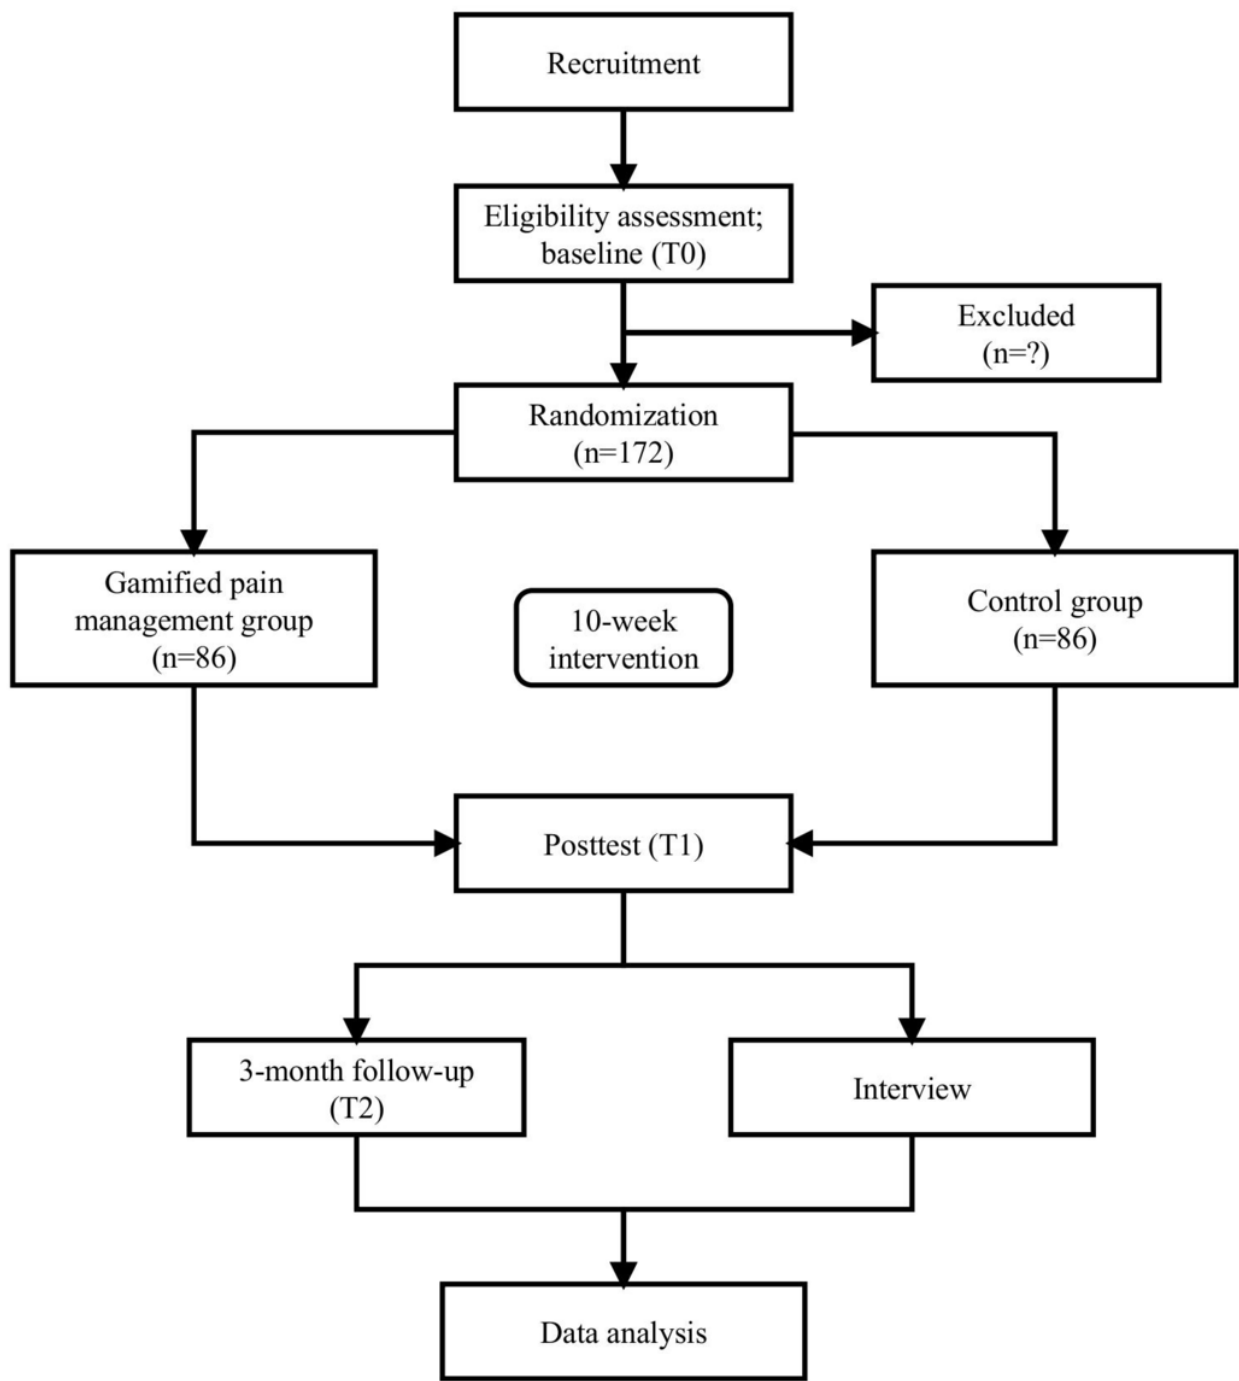 Recruitment
Eligibility assessment;
baseline (T0)
Excluded
(n=?)
Randomization
(n=172)
Gamified pain
management group
(n=86)
10-week
intervention
Control group
(n=86)
Posttest (T1)
3-month follow-up
(T2)
Interview
Data analysis